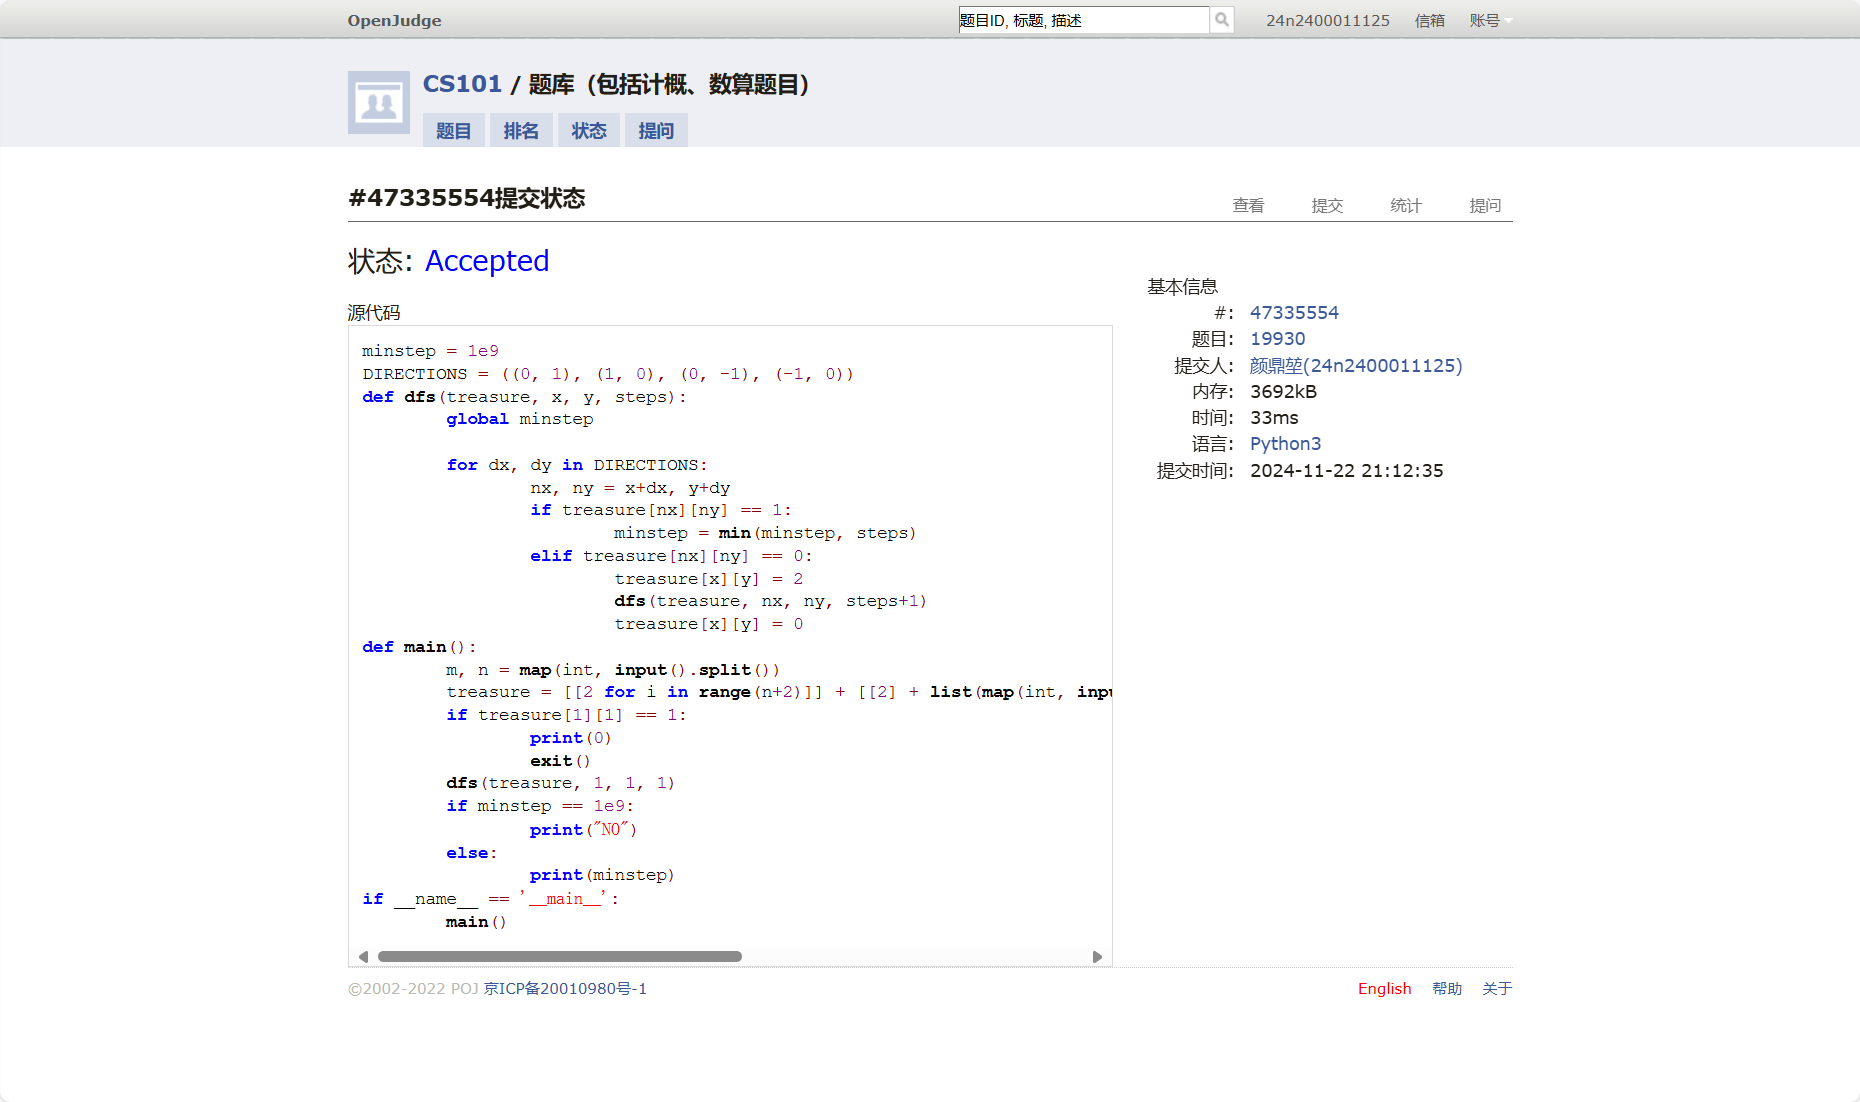 OpenJudge
题目ID, 标题, 描述
24n2400011125 信箱 账号
CS101 / 题库（包括计概、数算题目）
题目 排名 状态 提问
#47335554提交状态
查看 提交 统计 提问
状态: Accepted
源代码
minstep = 1e9
DIRECTIONS = ((0, 1), (1, 0), (0, -1), (-1, 0))
def dfs(treasure, x, y, steps):
        global minstep

        for dx, dy in DIRECTIONS:
                nx, ny = x+dx, y+dy
                if treasure[nx][ny] == 1:
                        minstep = min(minstep, steps)
                elif treasure[nx][ny] == 0:
                        treasure[x][y] = 2
                        dfs(treasure, nx, ny, steps+1)
                        treasure[x][y] = 0
def main():
        m, n = map(int, input().split())
        treasure = [[2 for i in range(n+2)]] + [[2] + list(map(int, inpu
        if treasure[1][1] == 1:
                print(0)
                exit()
        dfs(treasure, 1, 1, 1)
        if minstep == 1e9:
                print("NO")
        else:
                print(minstep)
if __name__ == '__main__':
        main()
基本信息
#: 47335554
题目: 19930
提交人: 颜鼎堃(24n2400011125)
内存: 3692kB
时间: 33ms
语言: Python3
提交时间: 2024-11-22 21:12:35
©2002-2022 POJ 京ICP备20010980号-1
English 帮助 关于